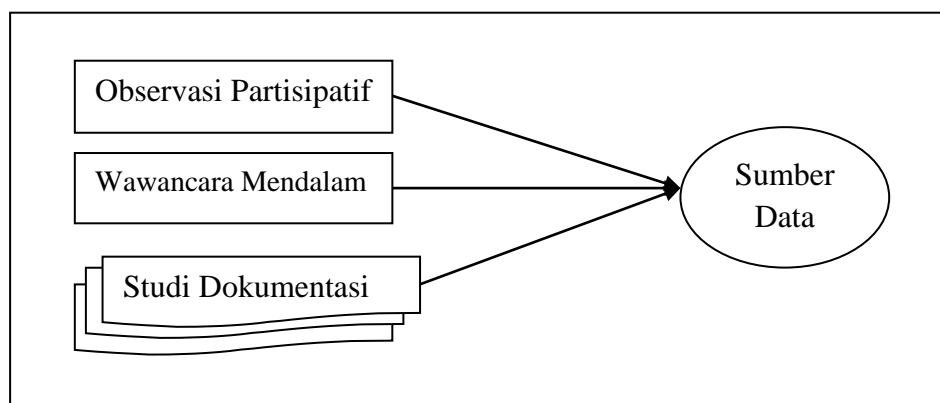 Observasi Partisipatif
Wawancara Mendalam
Studi Dokumentasi
Sumber
Data